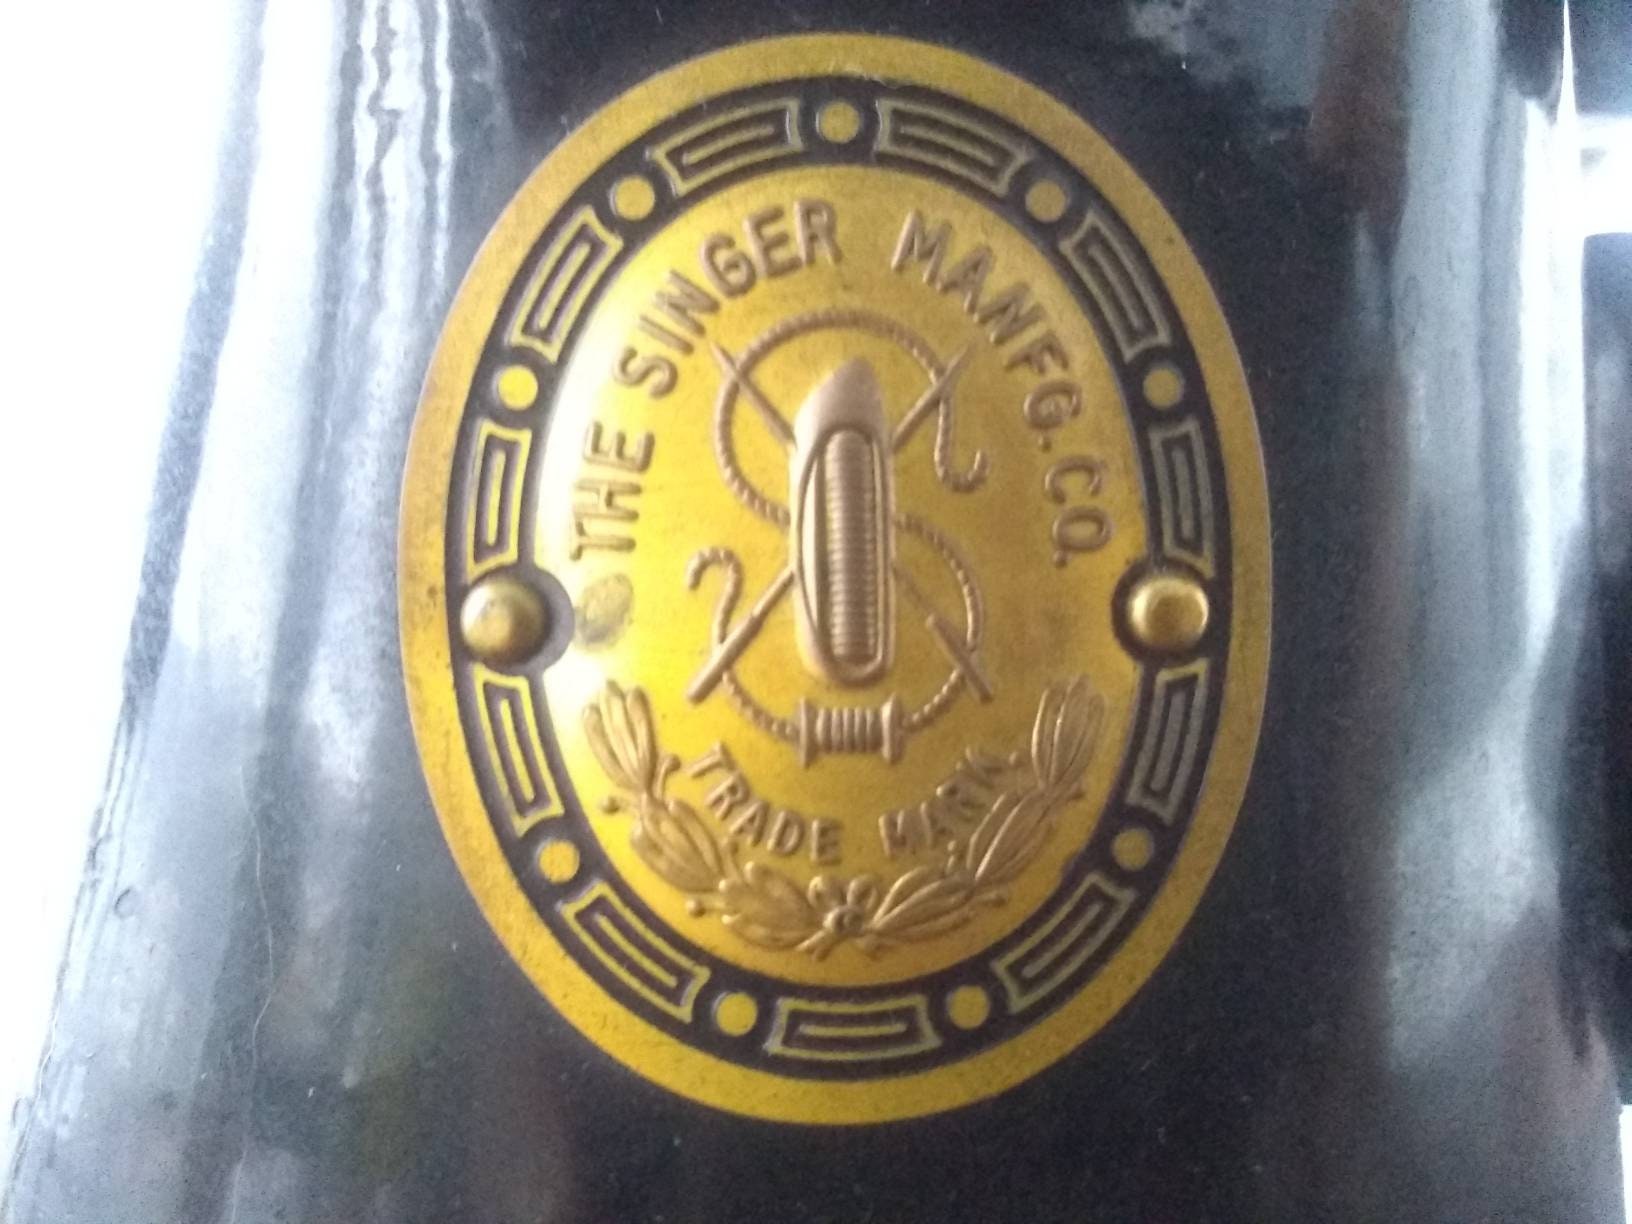 THE SINGER MANFG. CO.
TRADE MARK.